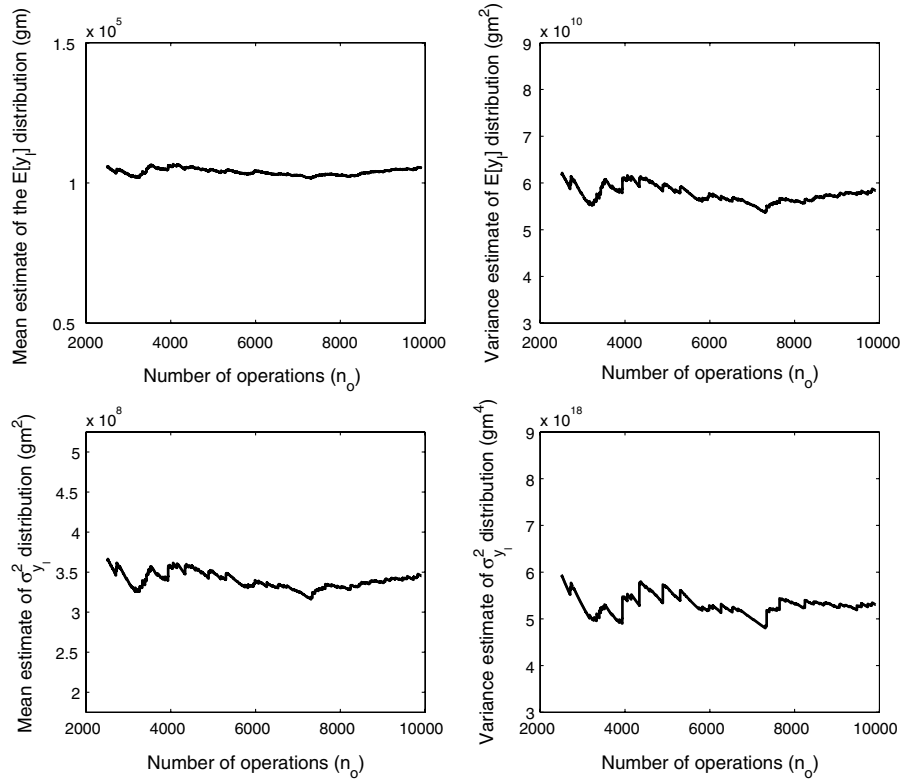 x 10^5
1.5
1
0.5
Mean estimate of the E[y_l] distribution (gm)
2000 4000 6000 8000 10000
Number of operations (n_o)
x 10^10
9
8
7
6
5
4
3
Variance estimate of E[y_l] distribution (gm^2)
2000 4000 6000 8000 10000
Number of operations (n_o)
x 10^8
5
4.5
4
3.5
3
2.5
2
Mean estimate of σ^2_{y_l} distribution (gm^2)
2000 4000 6000 8000 10000
Number of operations (n_o)
x 10^18
9
8
7
6
5
4
3
Variance estimate of σ^2_{y_l} distribution (gm^4)
2000 4000 6000 8000 10000
Number of operations (n_o)